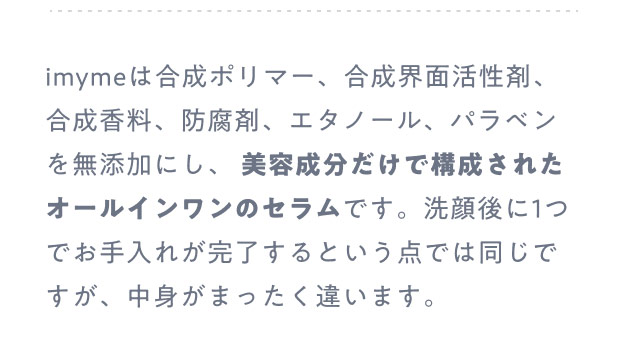 imymeは合成ポリマー、合成界面活性剤、
合成香料、防腐剤、エタノール、パラベン
を無添加にし、 美容成分だけで構成された
オールインワンのセラムです。洗顔後に1つ
でお手入れが完了するという点では同じで
すが、中身がまったく違います。